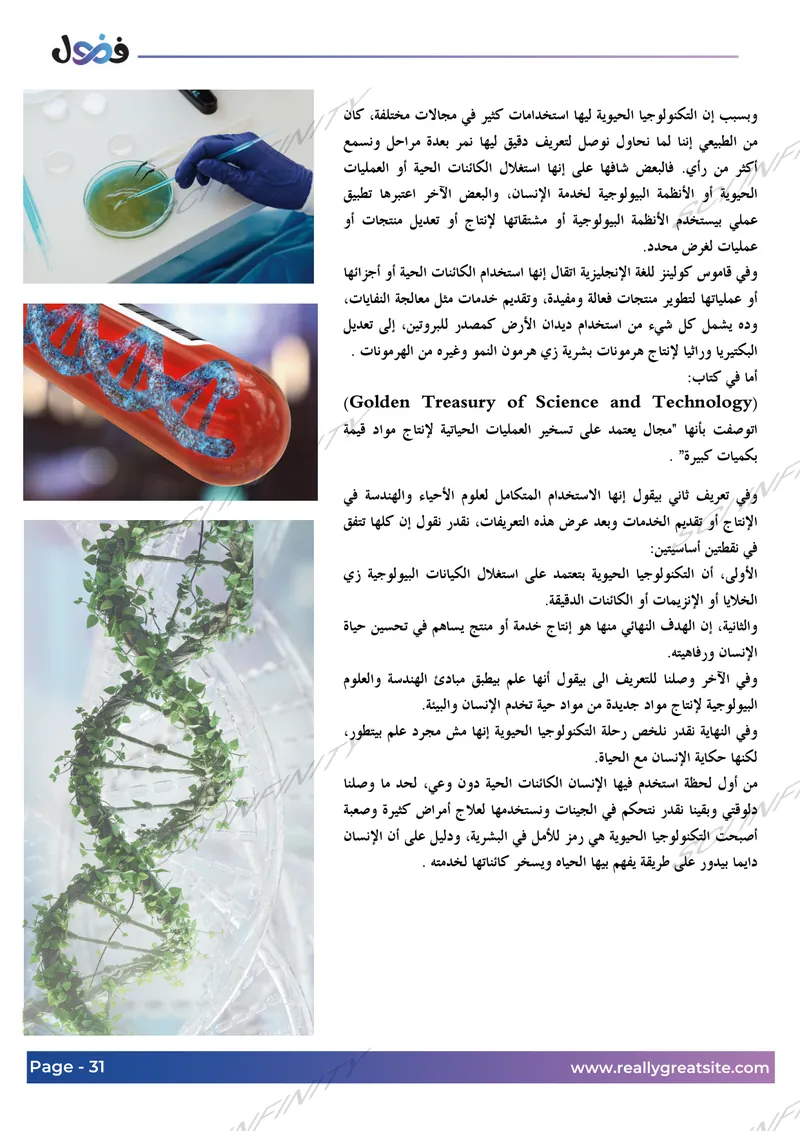 فضول
وبسبب إن التكنولوجيا الحيوية ليها استخدامات كثير في مجالات مختلفة، كان
من الطبيعي إننا لما نحاول نوصل لتعريف دقيق ليها نمر بعدة مراحل ونسمع
أكثر من رأي. فالبعض شافها على إنها استغلال الكائنات الحية أو العمليات
الحيوية أو الأنظمة البيولوجية لخدمة الإنسان، والبعض الآخر اعتبرها تطبيق
عملي بيستخدم الأنظمة البيولوجية أو مشتقاتها لإنتاج أو تعديل منتجات أو
عمليات لغرض محدد.
وفي قاموس كولينز للغة الإنجليزية اتقال إنها استخدام الكائنات الحية أو أجزائها
أو عملياتها لتطوير منتجات فعالة ومفيدة، وتقديم خدمات مثل معالجة النفايات،
وده يشمل كل شيء من استخدام ديدان الأرض كمصدر للبروتين، إلى تعديل
البكتيريا وراثيا لإنتاج هرمونات بشرية زي هرمون النمو وغيره من الهرمونات .
أما في كتاب:
(Golden Treasury of Science and Technology)
اتوصفت بأنها "مجال يعتمد على تسخير العمليات الحياتية لإنتاج مواد قيمة
بكميات كبيرة" .
وفي تعريف ثاني بيقول إنها الاستخدام المتكامل لعلوم الأحياء والهندسة في
الإنتاج أو تقديم الخدمات وبعد عرض هذه التعريفات، نقدر نقول إن كلها تتفق
في نقطتين أساسيتين:
الأولى، أن التكنولوجيا الحيوية بتعتمد على استغلال الكيانات البيولوجية زي
الخلايا أو الإنزيمات أو الكائنات الدقيقة.
والثانية، إن الهدف النهائي منها هو إنتاج خدمة أو منتج يساهم في تحسين حياة
الإنسان ورفاهيته.
وفي الآخر وصلنا للتعريف الى بيقول أنها علم بيطبق مبادئ الهندسة والعلوم
البيولوجية لإنتاج مواد جديدة من مواد حية تخدم الإنسان والبيئة.
وفي النهاية نقدر نلخص رحلة التكنولوجيا الحيوية إنها مش مجرد علم بيتطور،
لكنها حكاية الإنسان مع الحياة.
من أول لحظة استخدم فيها الإنسان الكائنات الحية دون وعي، لحد ما وصلنا
دلوقتي وبقينا نقدر نتحكم في الجينات ونستخدمها لعلاج أمراض كثيرة وصعبة
أصبحت التكنولوجيا الحيوية هي رمز للأمل في البشرية، ودليل على أن الإنسان
دايما بيدور على طريقة يفهم بيها الحياه ويسخر كائناتها لخدمته .
Page - 31
www.reallygreatsite.com